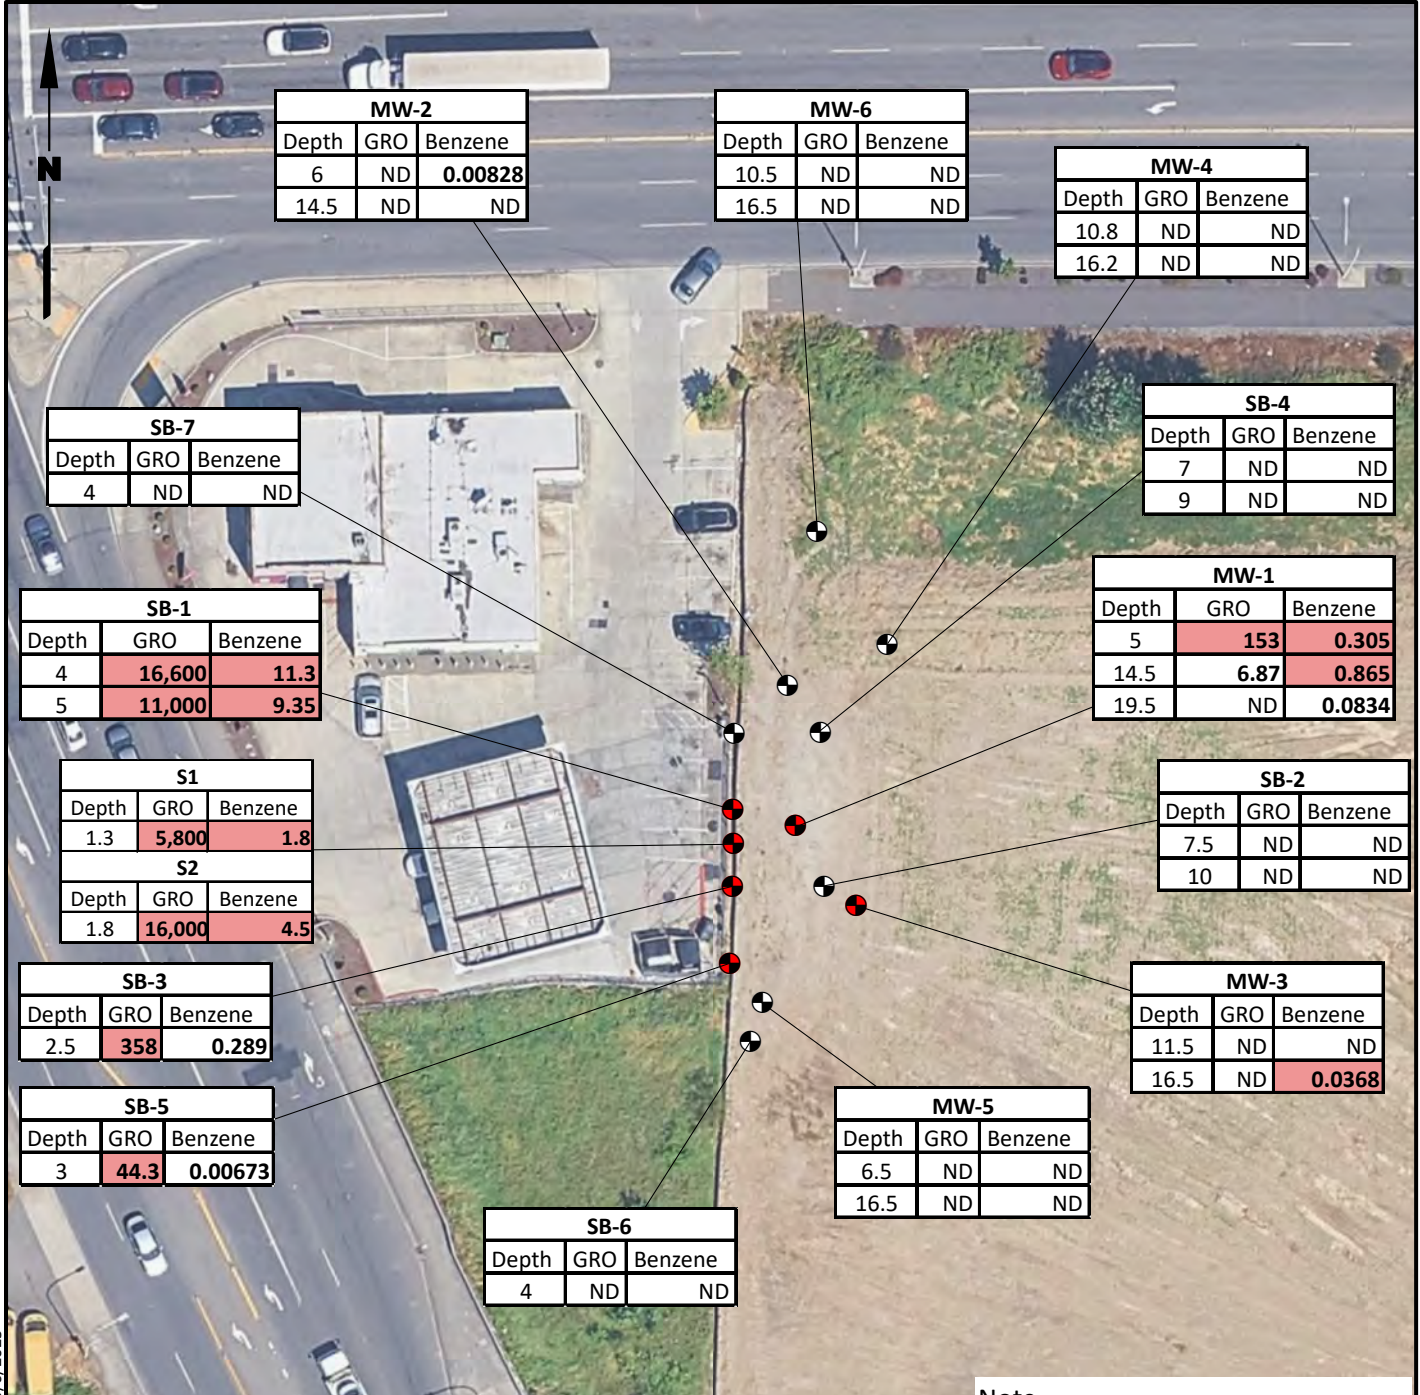 N
MW-2
Depth GRO Benzene
6 ND 0.00828
14.5 ND ND
MW-6
Depth GRO Benzene
10.5 ND ND
16.5 ND ND
MW-4
Depth GRO Benzene
10.8 ND ND
16.2 ND ND
SB-7
Depth GRO Benzene
4 ND ND
SB-4
Depth GRO Benzene
7 ND ND
9 ND ND
SB-1
Depth GRO Benzene
4 16,600 11.3
5 11,000 9.35
MW-1
Depth GRO Benzene
5 153 0.305
14.5 6.87 0.865
19.5 ND 0.0834
S1
Depth GRO Benzene
1.3 5,800 1.8
S2
Depth GRO Benzene
1.8 16,000 4.5
SB-2
Depth GRO Benzene
7.5 ND ND
10 ND ND
SB-3
Depth GRO Benzene
2.5 358 0.289
MW-3
Depth GRO Benzene
11.5 ND ND
16.5 ND 0.0368
SB-5
Depth GRO Benzene
3 44.3 0.00673
MW-5
Depth GRO Benzene
6.5 ND ND
16.5 ND ND
SB-6
Depth GRO Benzene
4 ND ND